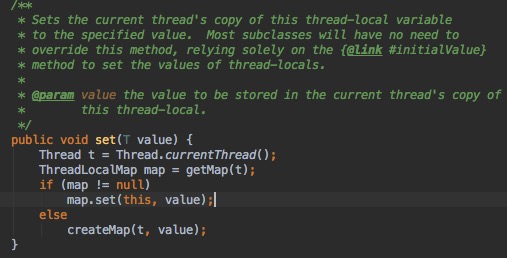 /**
 * Sets the current thread's copy of this thread-local variable
 * to the specified value.  Most subclasses will have no need to
 * override this method, relying solely on the {@link #initialValue}
 * method to set the values of thread-locals.
 *
 * @param value the value to be stored in the current thread's copy of
 *        this thread-local.
 */
public void set(T value) {
    Thread t = Thread.currentThread();
    ThreadLocalMap map = getMap(t);
    if (map != null)
        map.set(this, value);
    else
        createMap(t, value);
}